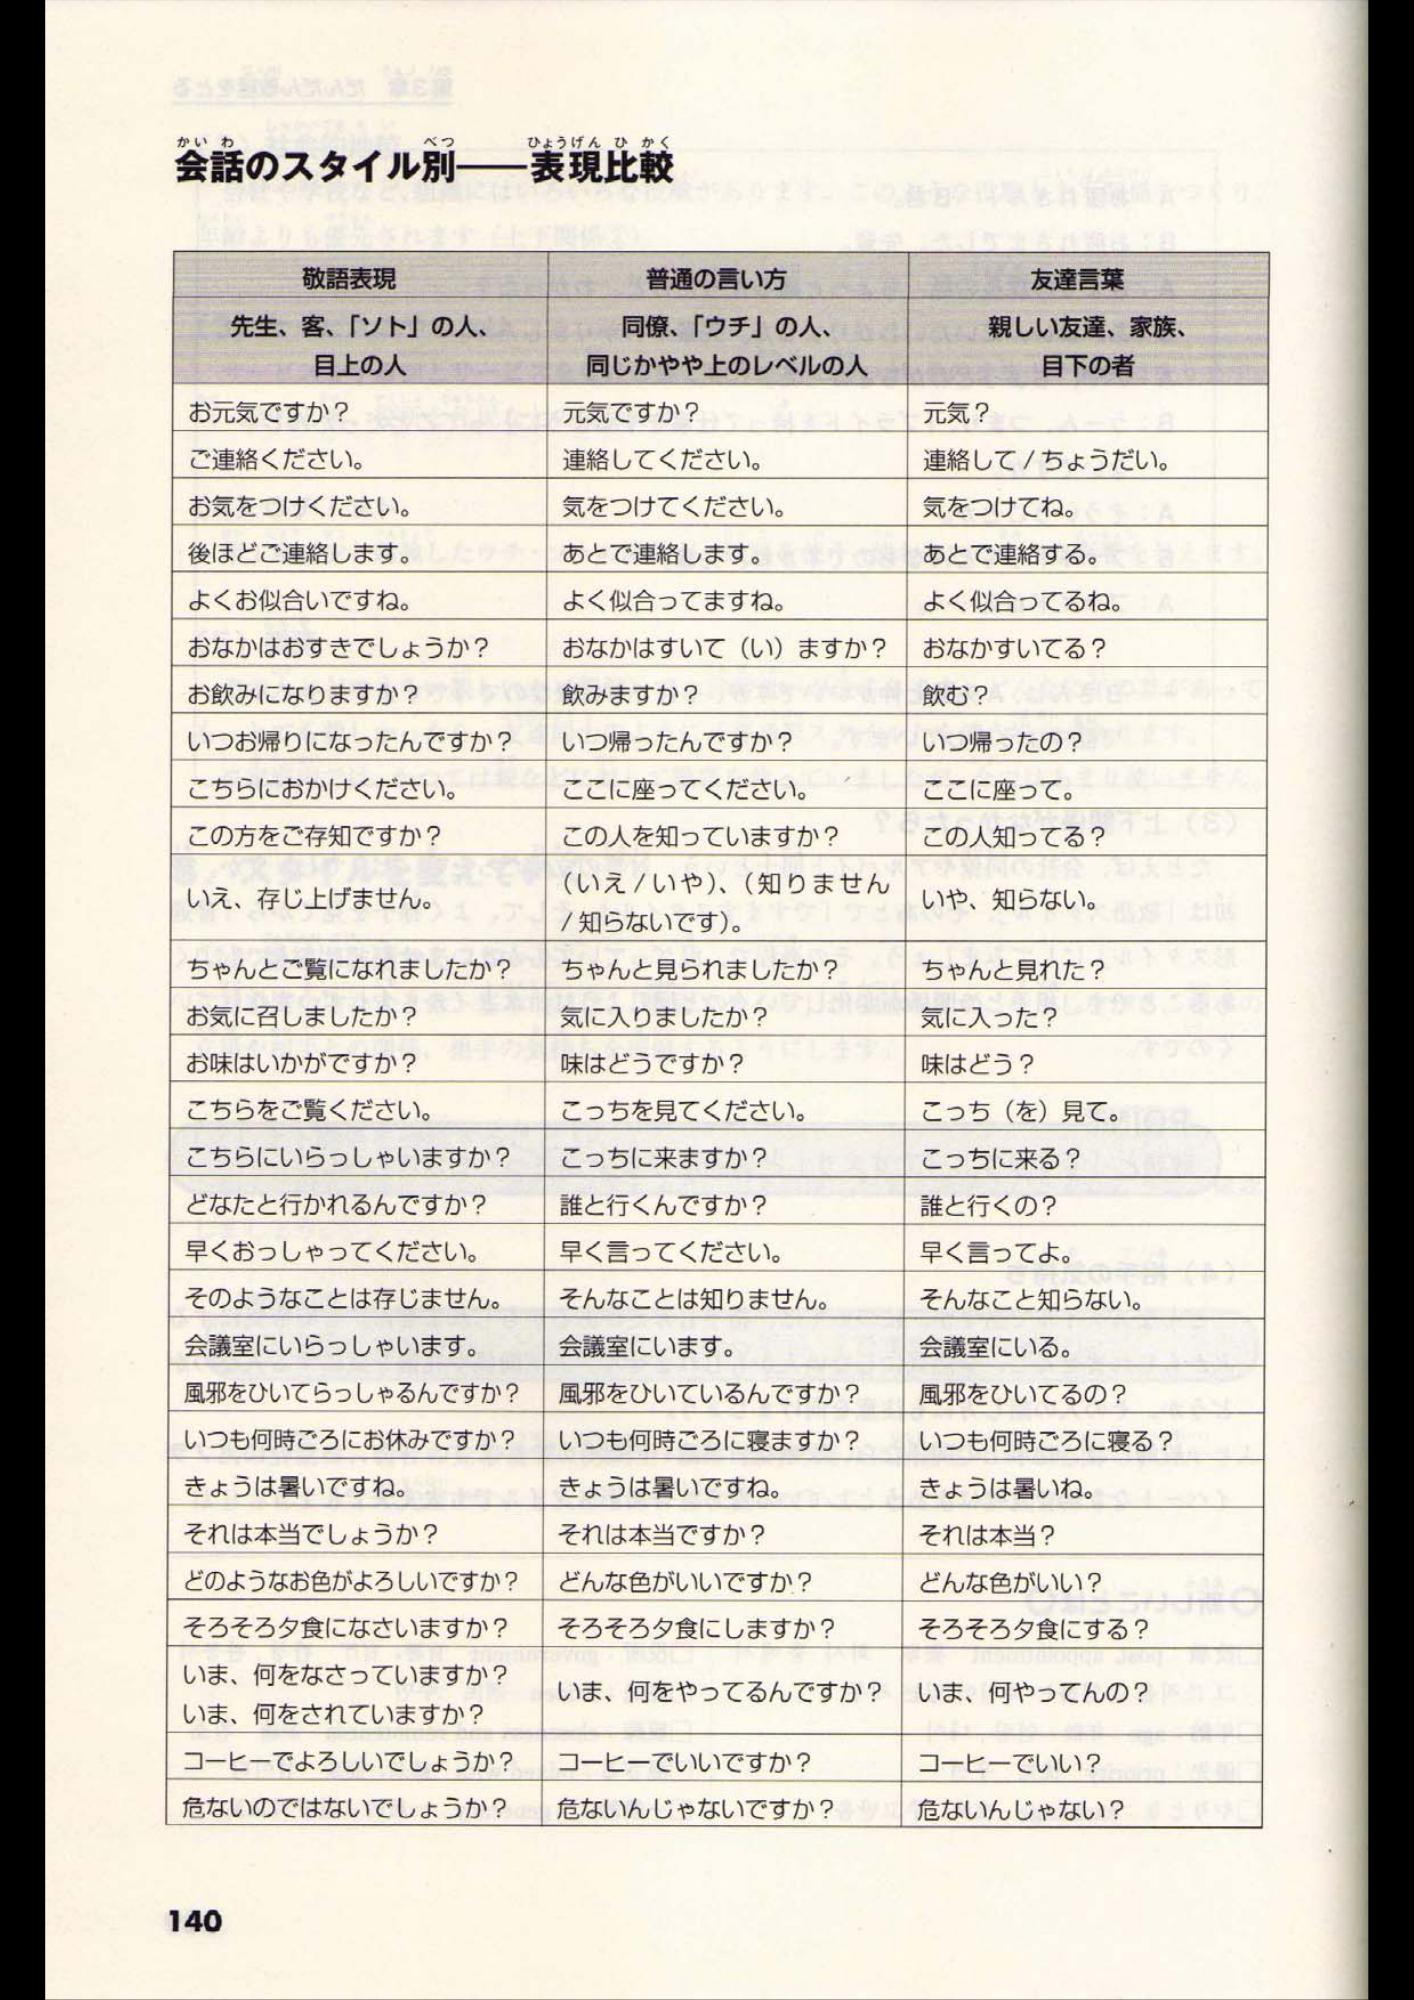 かいわ べつ ひょうげんひかく
会話のスタイル別——表現比較
敬語表現 普通の言い方 友達言葉
先生、客、「ソト」の人、 同僚、「ウチ」の人、 親しい友達、家族、
目上の人 同じかやや上のレベルの人 目下の者
お元気ですか？ 元気ですか？ 元気？
ご連絡ください。 連絡してください。 連絡して/ちょうだい。
お気をつけください。 気をつけてください。 気をつけてね。
後ほどご連絡します。 あとで連絡します。 あとで連絡する。
よくお似合いですね。 よく似合ってますね。 よく似合ってるね。
おなかはおすきでしょうか？ おなかはすいて（い）ますか？ おなかすいてる？
お飲みになりますか？ 飲みますか？ 飲む？
いつお帰りになったんですか？ いつ帰ったんですか？ いつ帰ったの？
こちらにおかけください。 ここに座ってください。 ここに座って。
この方をご存知ですか？ この人を知っていますか？ この人知ってる？
いえ、存じ上げません。 （いえ/いや）、（知りません いや、知らない。
/知らないです）。
ちゃんとご覧になれましたか？ ちゃんと見られましたか？ ちゃんと見れた？
お気に召しましたか？ 気に入りましたか？ 気に入った？
お味はいかがですか？ 味はどうですか？ 味はどう？
こちらをご覧ください。 こっちを見てください。 こっち（を）見て。
こちらにいらっしゃいますか？ こっちに来ますか？ こっちに来る？
どなたと行かれるんですか？ 誰と行くんですか？ 誰と行くの？
早くおっしゃってください。 早く言ってください。 早く言ってよ。
そのようなことは存じません。 そんなことは知りません。 そんなこと知らない。
会議室にいらっしゃいます。 会議室にいます。 会議室にいる。
風邪をひいてらっしゃるんですか？ 風邪をひいているんですか？ 風邪をひいてるの？
いつも何時ごろにお休みですか？ いつも何時ごろに寝ますか？ いつも何時ごろに寝る？
きょうは暑いですね。 きょうは暑いですね。 きょうは暑いね。
それは本当でしょうか？ それは本当ですか？ それは本当？
どのようなお色がよろしいですか？ どんな色がいいですか？ どんな色がいい？
そろそろ夕食になさいますか？ そろそろ夕食にしますか？ そろそろ夕食にする？
いま、何をなさっていますか？ いま、何をやってるんですか？ いま、何やってんの？
いま、何をされていますか？
コーヒーでよろしいでしょうか？ コーヒーでいいですか？ コーヒーでいい？
危ないのではないでしょうか？ 危ないんじゃないですか？ 危ないんじゃない？
140